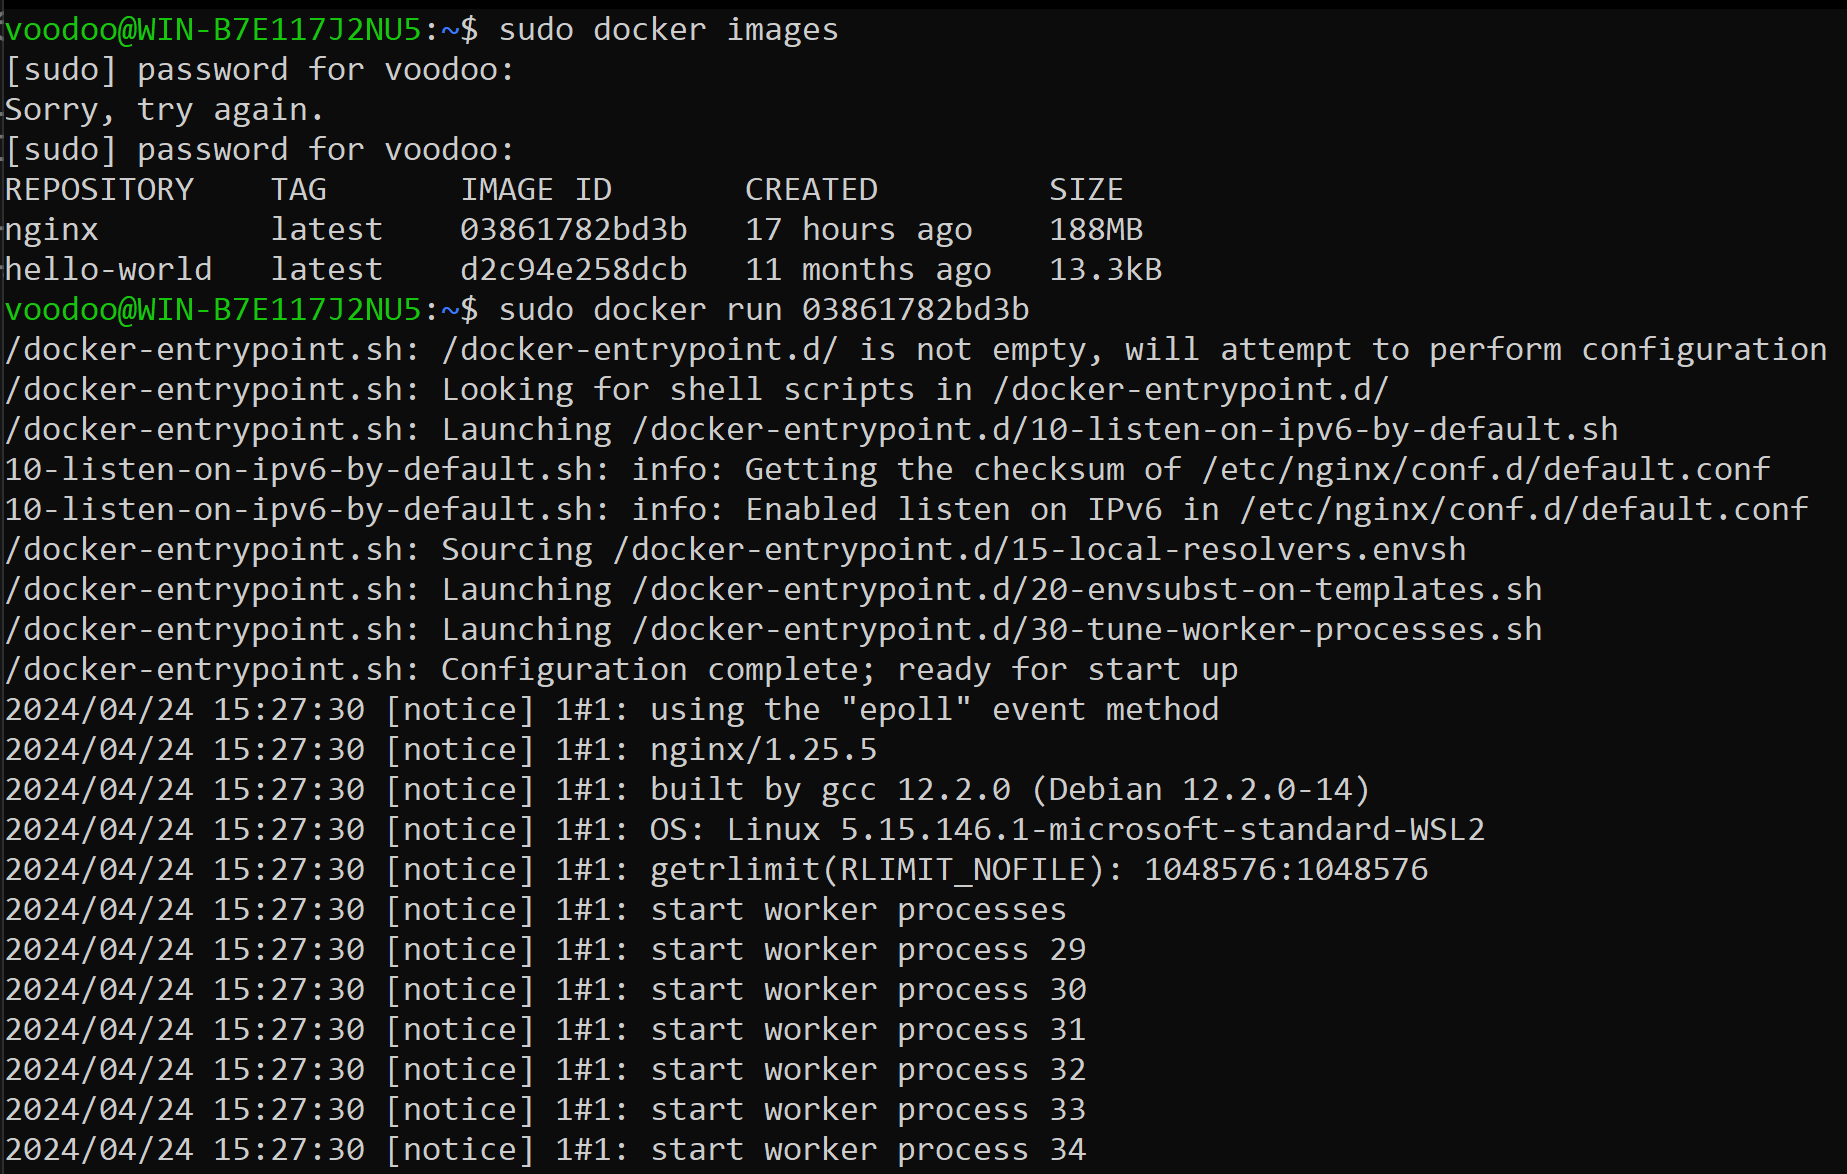 voodoo@WIN-B7E117J2NU5:~$ sudo docker images
[sudo] password for voodoo:
Sorry, try again.
[sudo] password for voodoo:
REPOSITORY    TAG       IMAGE ID       CREATED         SIZE
nginx         latest    03861782bd3b   17 hours ago    188MB
hello-world   latest    d2c94e258dcb   11 months ago   13.3kB
voodoo@WIN-B7E117J2NU5:~$ sudo docker run 03861782bd3b
/docker-entrypoint.sh: /docker-entrypoint.d/ is not empty, will attempt to perform configuration
/docker-entrypoint.sh: Looking for shell scripts in /docker-entrypoint.d/
/docker-entrypoint.sh: Launching /docker-entrypoint.d/10-listen-on-ipv6-by-default.sh
10-listen-on-ipv6-by-default.sh: info: Getting the checksum of /etc/nginx/conf.d/default.conf
10-listen-on-ipv6-by-default.sh: info: Enabled listen on IPv6 in /etc/nginx/conf.d/default.conf
/docker-entrypoint.sh: Sourcing /docker-entrypoint.d/15-local-resolvers.envsh
/docker-entrypoint.sh: Launching /docker-entrypoint.d/20-envsubst-on-templates.sh
/docker-entrypoint.sh: Launching /docker-entrypoint.d/30-tune-worker-processes.sh
/docker-entrypoint.sh: Configuration complete; ready for start up
2024/04/24 15:27:30 [notice] 1#1: using the "epoll" event method
2024/04/24 15:27:30 [notice] 1#1: nginx/1.25.5
2024/04/24 15:27:30 [notice] 1#1: built by gcc 12.2.0 (Debian 12.2.0-14)
2024/04/24 15:27:30 [notice] 1#1: OS: Linux 5.15.146.1-microsoft-standard-WSL2
2024/04/24 15:27:30 [notice] 1#1: getrlimit(RLIMIT_NOFILE): 1048576:1048576
2024/04/24 15:27:30 [notice] 1#1: start worker processes
2024/04/24 15:27:30 [notice] 1#1: start worker process 29
2024/04/24 15:27:30 [notice] 1#1: start worker process 30
2024/04/24 15:27:30 [notice] 1#1: start worker process 31
2024/04/24 15:27:30 [notice] 1#1: start worker process 32
2024/04/24 15:27:30 [notice] 1#1: start worker process 33
2024/04/24 15:27:30 [notice] 1#1: start worker process 34